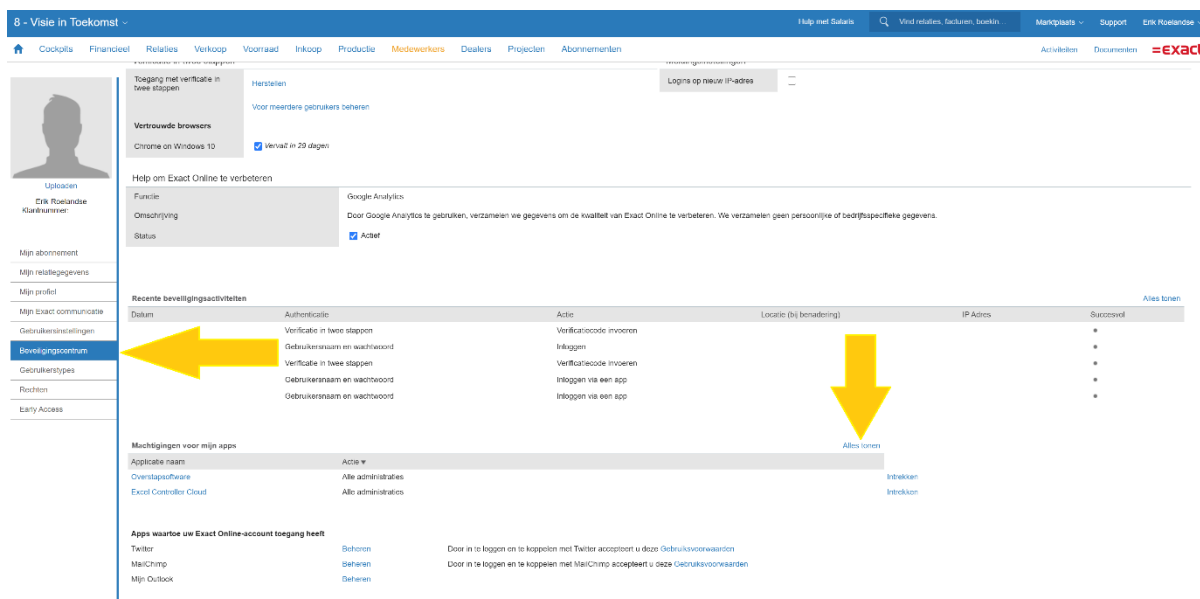 8 - Visie in Toekomst
Hulp met Salaris
Vind relaties, facturen, boekin...
Marktplaats
Support
Erik Roelandse
Cockpits Financieel Relaties Verkoop Voorraad Inkoop Productie Medewerkers Dealers Projecten Abonnementen
Activiteiten Documenten =exact
Toegang met verificatie in twee stappen
Herstellen
Logins op nieuw IP-adres
Voor meerdere gebruikers beheren
Vertrouwde browsers
Chrome on Windows 10
Vervalt in 29 dagen
Uploaden
Erik Roelandse
Klantnummer:
Mijn abonnement
Mijn relatiegegevens
Mijn profiel
Mijn Exact communicatie
Gebruikersinstellingen
Beveiligingscentrum
Gebruikerstypes
Rechten
Early Access
Help om Exact Online te verbeteren
Functie Google Analytics
Omschrijving Door Google Analytics te gebruiken, verzamelen we gegevens om de kwaliteit van Exact Online te verbeteren. We verzamelen geen persoonlijke of bedrijfsspecifieke gegevens.
Status Actief
Recente beveiligingsactiviteiten Alles tonen
Datum Authenticatie Actie Locatie (bij benadering) IP Adres Succesvol
Verificatie in twee stappen Verificatiecode invoeren
Gebruikersnaam en wachtwoord Inloggen
Verificatie in twee stappen Verificatiecode invoeren
Gebruikersnaam en wachtwoord Inloggen via een app
Gebruikersnaam en wachtwoord Inloggen via een app
Machtigingen voor mijn apps Alles tonen
Applicatie naam Actie
Overstapsoftware Alle administraties Intrekken
Excel Controller Cloud Alle administraties Intrekken
Apps waartoe uw Exact Online-account toegang heeft
Twitter Beheren Door in te loggen en te koppelen met Twitter accepteert u deze Gebruiksvoorwaarden
MailChimp Beheren Door in te loggen en te koppelen met MailChimp accepteert u deze Gebruiksvoorwaarden
Mijn Outlook Beheren